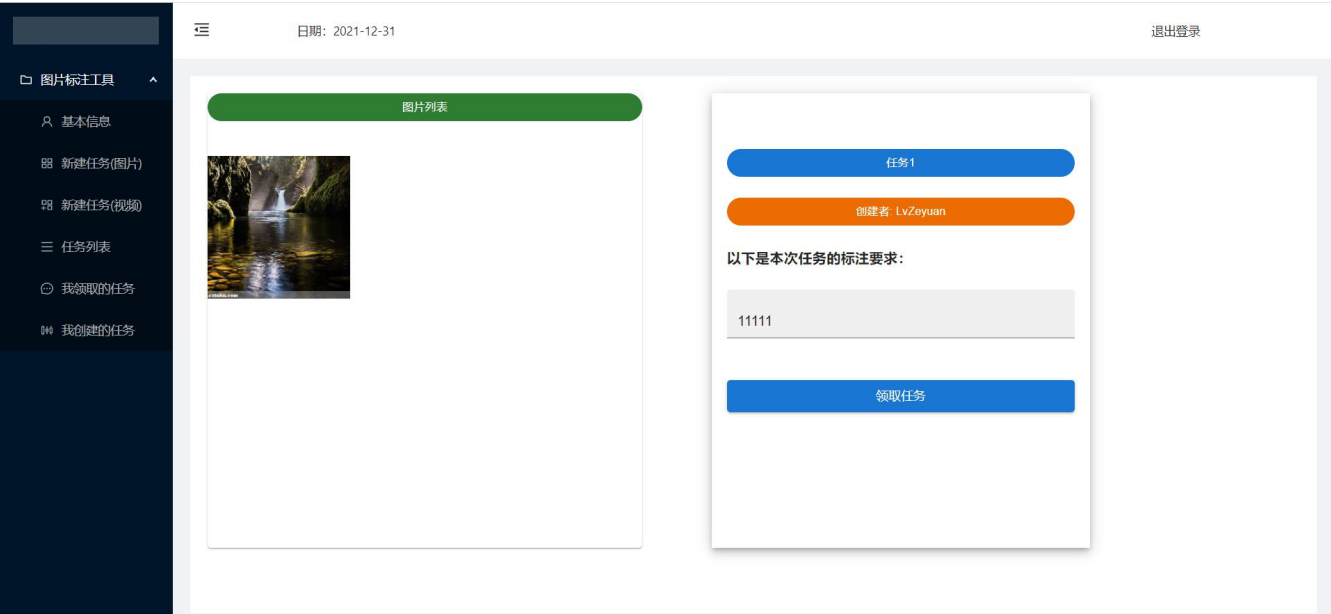 日期：2021-12-31
退出登录
图片标注工具
基本信息
新建任务(图片)
新建任务(视频)
任务列表
我领取的任务
我创建的任务
图片列表
任务1
创建者: LvZeyuan
以下是本次任务的标注要求：
11111
领取任务